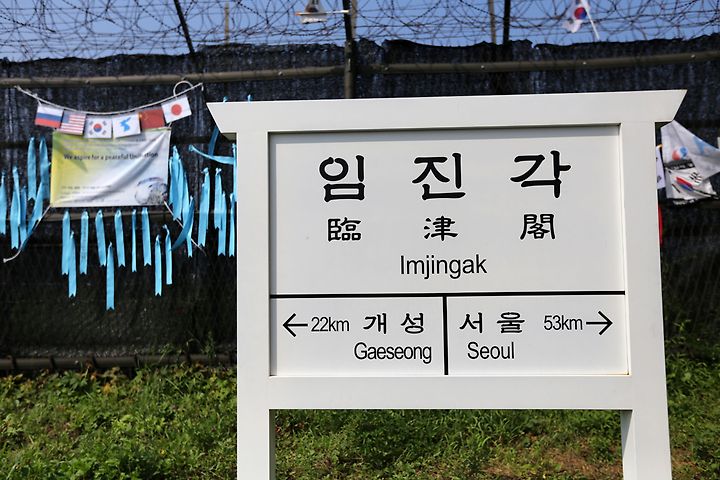 We aspire for a peaceful Unification
임진각
臨津閣
Imjingak
← 22km 개성
Gaeseong
서울 53km →
Seoul